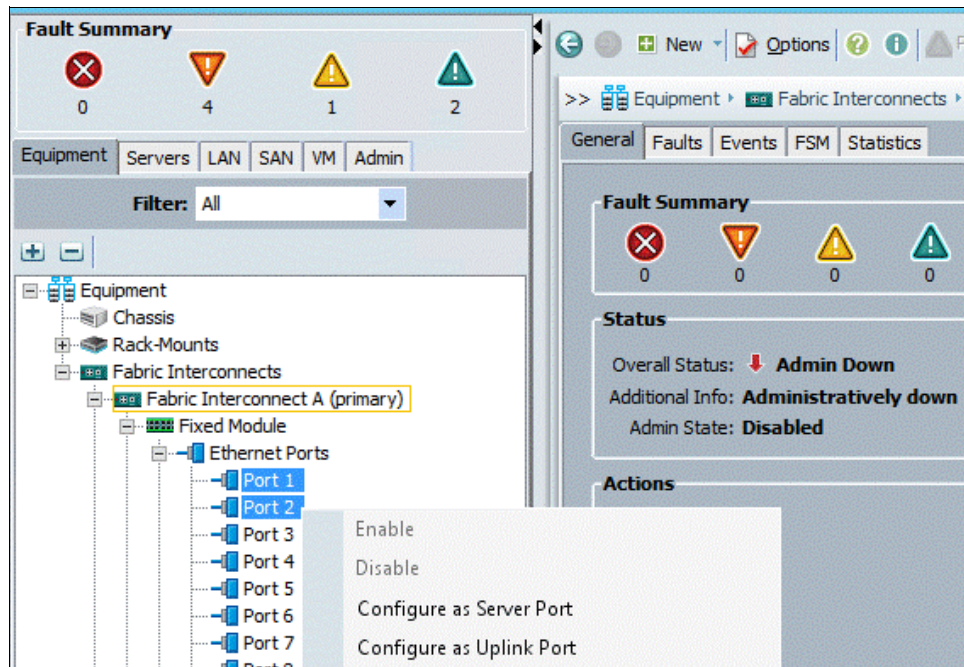 Fault Summary
0 4 1 2
Equipment Servers LAN SAN VM Admin
Filter: All
Equipment
Chassis
Rack-Mounts
Fabric Interconnects
Fabric Interconnect A (primary)
Fixed Module
Ethernet Ports
Port 1
Port 2
Port 3
Port 4
Port 5
Port 6
Port 7
Enable
Disable
Configure as Server Port
Configure as Uplink Port
New Options
>> Equipment Fabric Interconnects
General Faults Events FSM Statistics
Fault Summary
0 0 0 0
Status
Overall Status: Admin Down
Additional Info: Administratively down
Admin State: Disabled
Actions